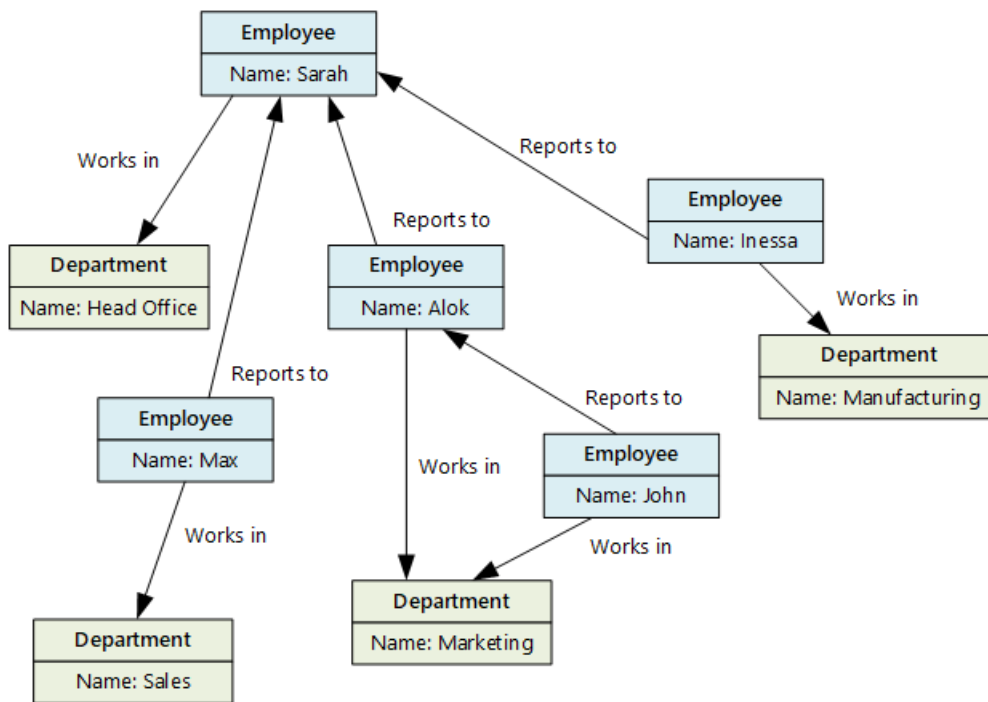 Employee
Name: Sarah
Works in
Reports to
Employee
Name: Inessa
Reports to
Department
Name: Head Office
Employee
Name: Alok
Works in
Department
Name: Manufacturing
Reports to
Employee
Name: Max
Reports to
Works in
Employee
Name: John
Works in
Works in
Department
Name: Marketing
Department
Name: Sales